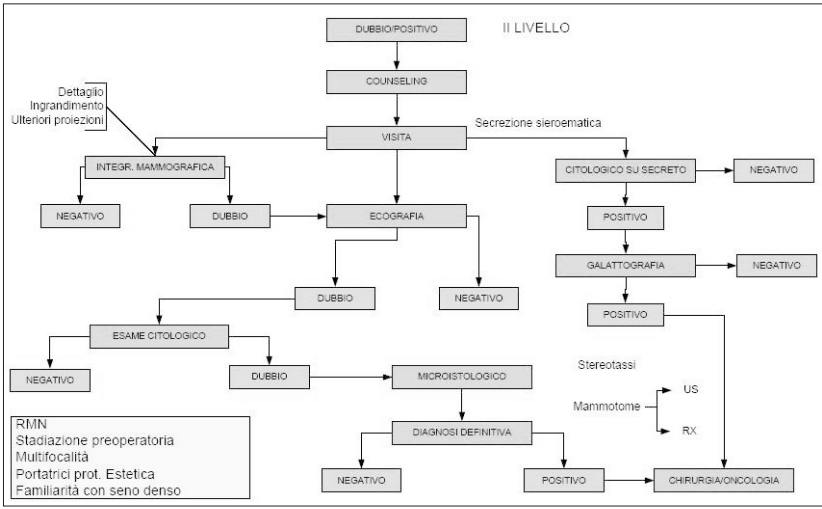 DUBBIO/POSITIVO
II LIVELLO
COUNSELING
Dettaglio
Ingrandimento
Ulteriori proiezioni
VISITA
Secrezione sieroematica
INTEGR. MAMMOGRAFICA
CITOLOGICO SU SECRETO
NEGATIVO
NEGATIVO
DUBBIO
ECOGRAFIA
POSITIVO
GALATTOGRAFIA
NEGATIVO
DUBBIO
NEGATIVO
POSITIVO
ESAME CITOLOGICO
NEGATIVO
DUBBIO
MICROISTOLOGICO
Stereotassi
US
Mammotome
RX
DIAGNOSI DEFINITIVA
NEGATIVO
POSITIVO
CHIRURGIA/ONCOLOGIA
RMN
Stadiazione preoperatoria
Multifocalità
Portatrici prot. Estetica
Familiarità con seno denso